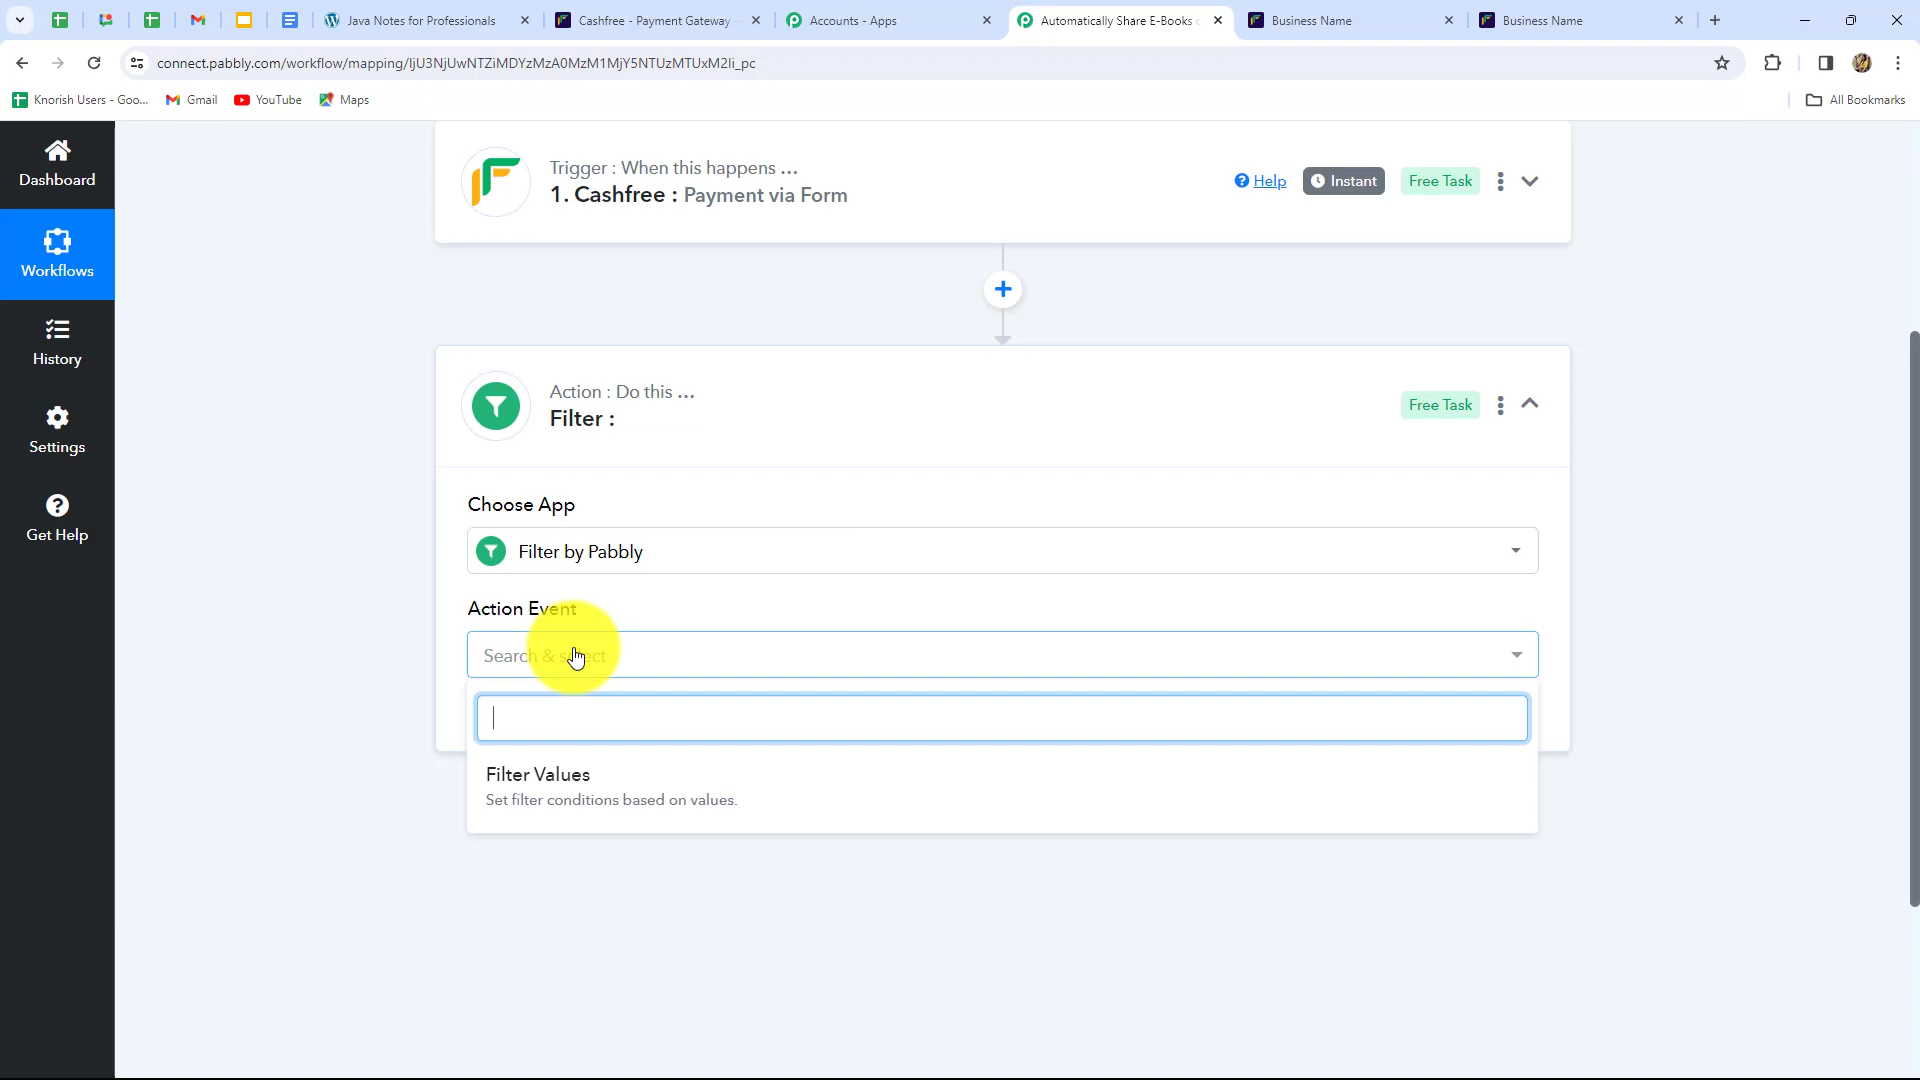 Java Notes for Professionals
Cashfree - Payment Gateway
Accounts - Apps
Automatically Share E-Books
Business Name
Business Name
connect.pabbly.com/workflow/mapping/IjU3NjUwNTZiMDYzMzA0MzM1MjY5NTUzMTUxM2Ii_pc
Knorish Users - Goo...
Gmail
YouTube
Maps
All Bookmarks
Dashboard
Workflows
History
Settings
Get Help
Trigger : When this happens ...
1. Cashfree : Payment via Form
Help
Instant
Free Task
Action : Do this ...
Filter :
Free Task
Choose App
Filter by Pabbly
Action Event
Search & select
Filter Values
Set filter conditions based on values.